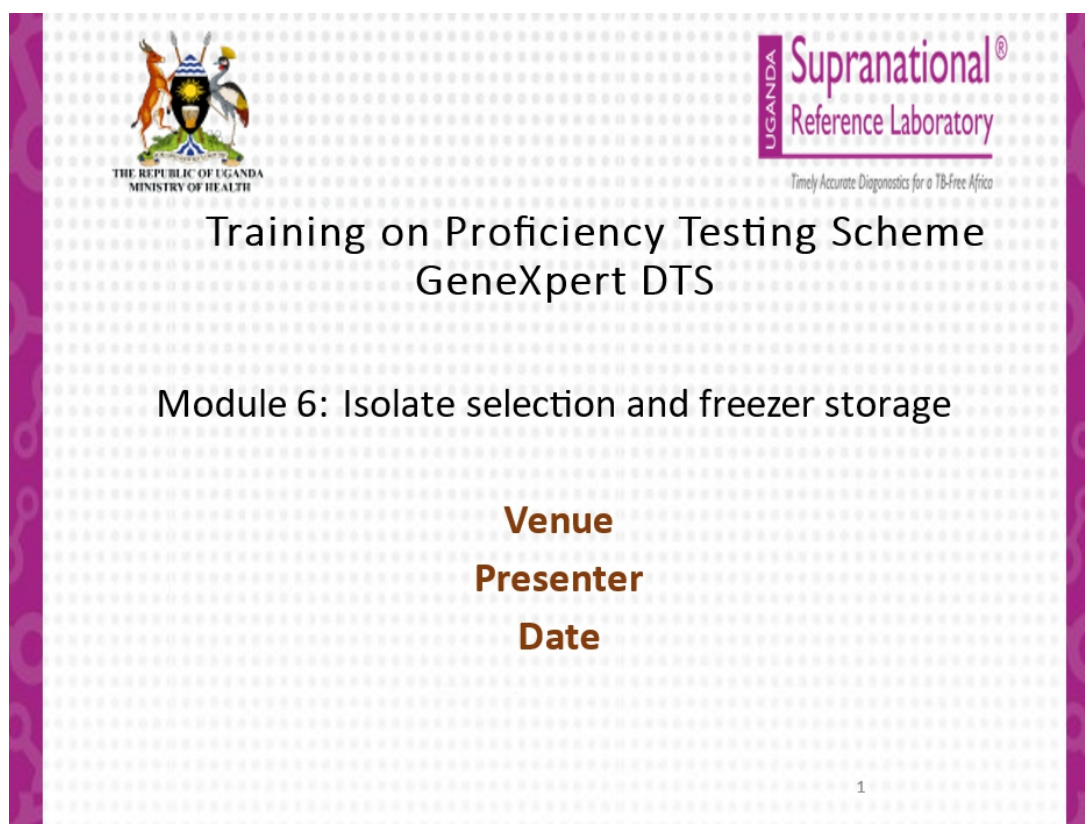 THE REPUBLIC OF UGANDA
MINISTRY OF HEALTH
UGANDA
Supranational®
Reference Laboratory
Timely Accurate Diagonostics for a TB-Free Africa
Training on Proficiency Testing Scheme
GeneXpert DTS
Module 6: Isolate selection and freezer storage
Venue
Presenter
Date
1